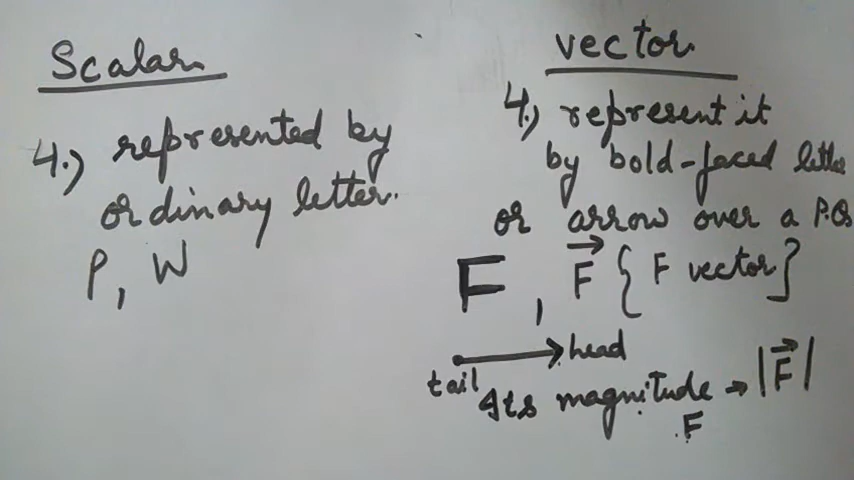 Scalar
4.) represented by
ordinary letter.
P, W
vector
4.) represent it
by bold-faced letter
or arrow over a P.Q
F, F⃗ {F vector}
tail head
Its magnitude → |F⃗|
F